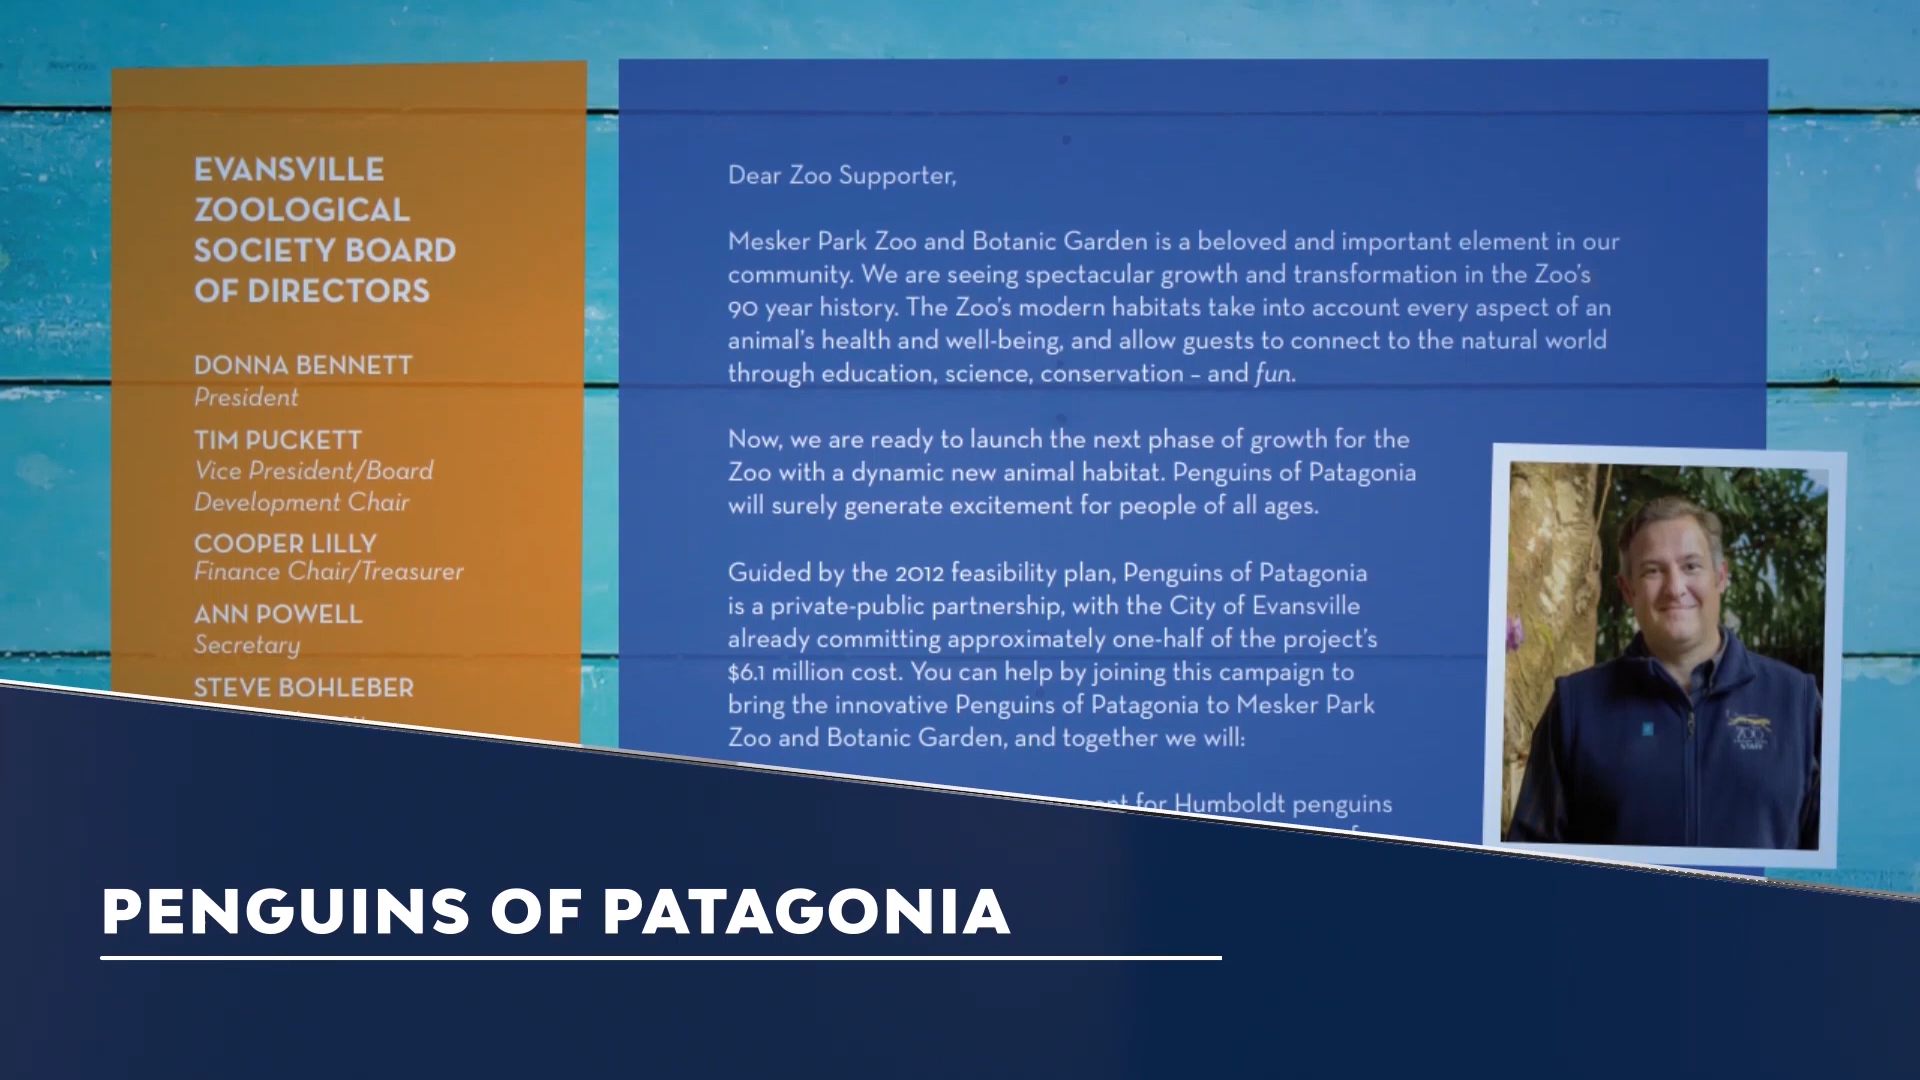 EVANSVILLE
ZOOLOGICAL
SOCIETY BOARD
OF DIRECTORS
DONNA BENNETT
President
TIM PUCKETT
Vice President/Board
Development Chair
COOPER LILLY
Finance Chair/Treasurer
ANN POWELL
Secretary
STEVE BOHLEBER
Dear Zoo Supporter,
Mesker Park Zoo and Botanic Garden is a beloved and important element in our
community. We are seeing spectacular growth and transformation in the Zoo's
90 year history. The Zoo's modern habitats take into account every aspect of an
animal's health and well-being, and allow guests to connect to the natural world
through education, science, conservation – and fun.
Now, we are ready to launch the next phase of growth for the
Zoo with a dynamic new animal habitat. Penguins of Patagonia
will surely generate excitement for people of all ages.
Guided by the 2012 feasibility plan, Penguins of Patagonia
is a private-public partnership, with the City of Evansville
already committing approximately one-half of the project's
$6.1 million cost. You can help by joining this campaign to
bring the innovative Penguins of Patagonia to Mesker Park
Zoo and Botanic Garden, and together we will:
for Humboldt penguins
ZOO
STAFF
PENGUINS OF PATAGONIA